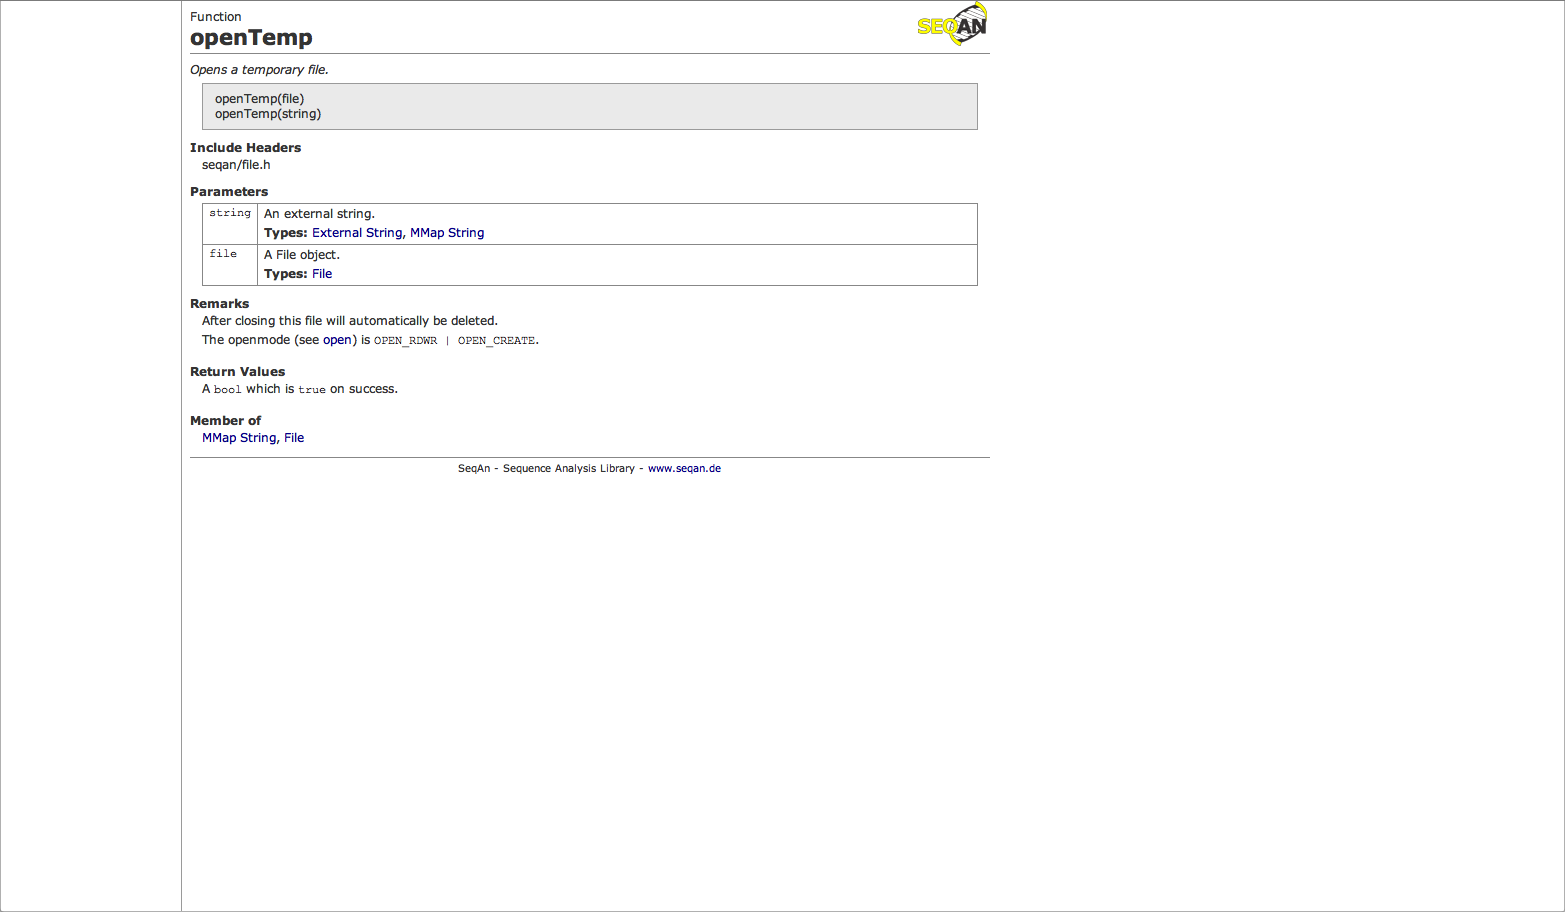 Function
SEQAN
openTemp
Opens a temporary file.
openTemp(file)
openTemp(string)
Include Headers
seqan/file.h
Parameters
string An external string.
Types: External String, MMap String
file A File object.
Types: File
Remarks
After closing this file will automatically be deleted.
The openmode (see open) is OPEN_RDWR | OPEN_CREATE.
Return Values
A bool which is true on success.
Member of
MMap String, File
SeqAn - Sequence Analysis Library - www.seqan.de